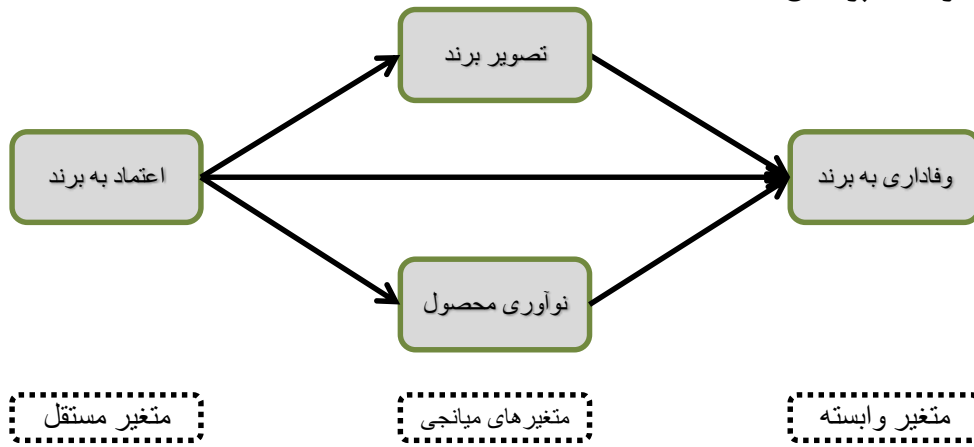 تصویر برند
وفاداری به برند
اعتماد به برند
نوآوری محصول
متغیر وابسته
متغیرهای میانجی
متغیر مستقل